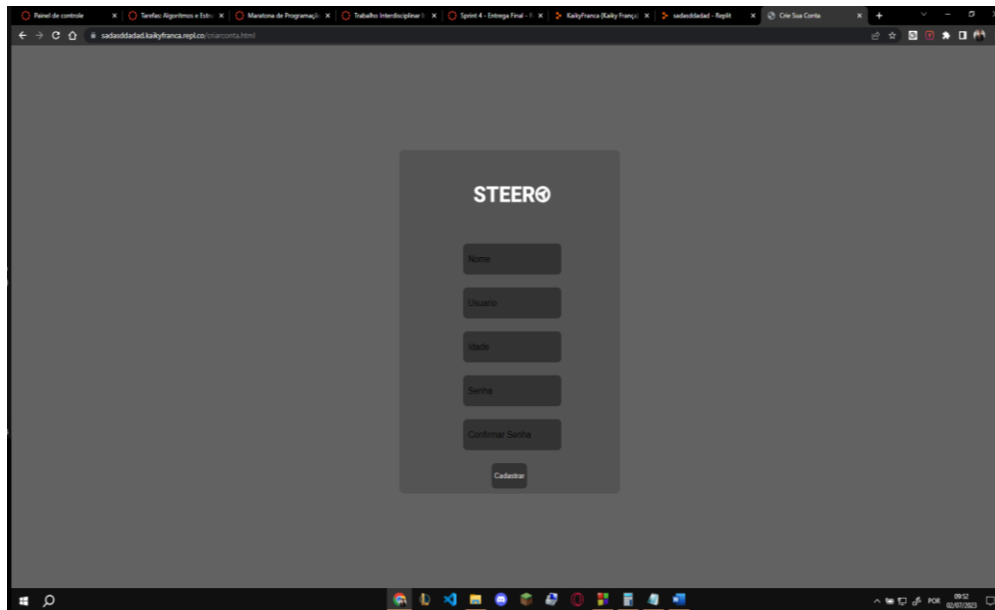 Painel de controle
Tarefas: Algoritmos e Estru
Maratona de Programaçã
Trabalho Interdisciplinar
Sprint 4 - Entrega Final -
KaikyFranca (Kaiky França)
sadasddadad - Replit
Crie Sua Conta
sadasddadad.kaikyfranca.repl.co/criarconta.html
STEERO
Nome
Usuario
Idade
Senha
Confirmar Senha
Cadastrar
POR
09:52
02/07/2023